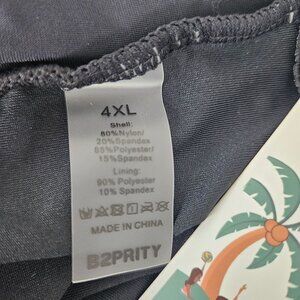 4XL
Shell:
80%Nylon/
20%Spandex
85%Polyester/
15%Spandex
Lining:
90% Polyester/
10% Spandex
MADE IN CHINA
B2PRITY